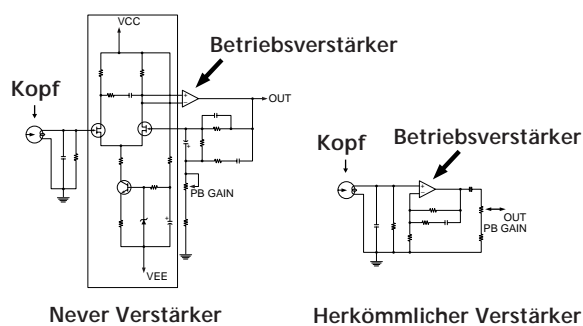 VCC
Betriebsverstärker
Kopf
OUT
Betriebsverstärker
Kopf
PB GAIN
OUT
PB GAIN
VEE
Never Verstärker
Herkömmlicher Verstärker